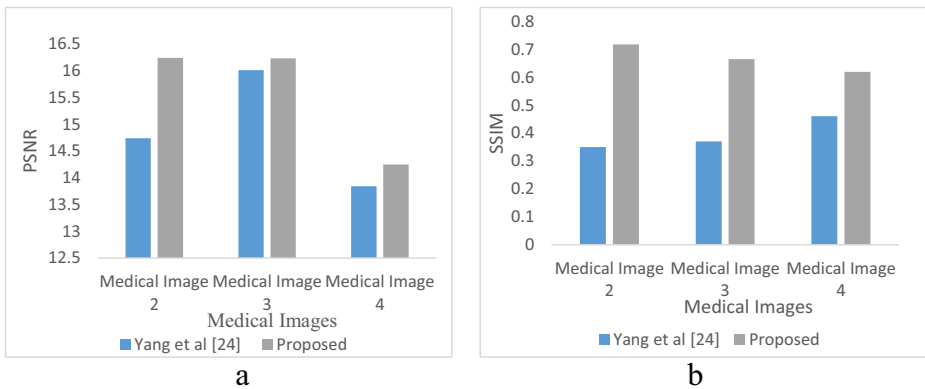 16.5
16
15.5
15
14.5
14
13.5
13
12.5
PSNR
Medical Image 2
Medical Image 3
Medical Image 4
Medical Images
Yang et al [24]
Proposed
a
0.8
0.7
0.6
0.5
0.4
0.3
0.2
0.1
0
SSIM
Medical Image 2
Medical Image 3
Medical Image 4
Medical Images
Yang et al [24]
Proposed
b